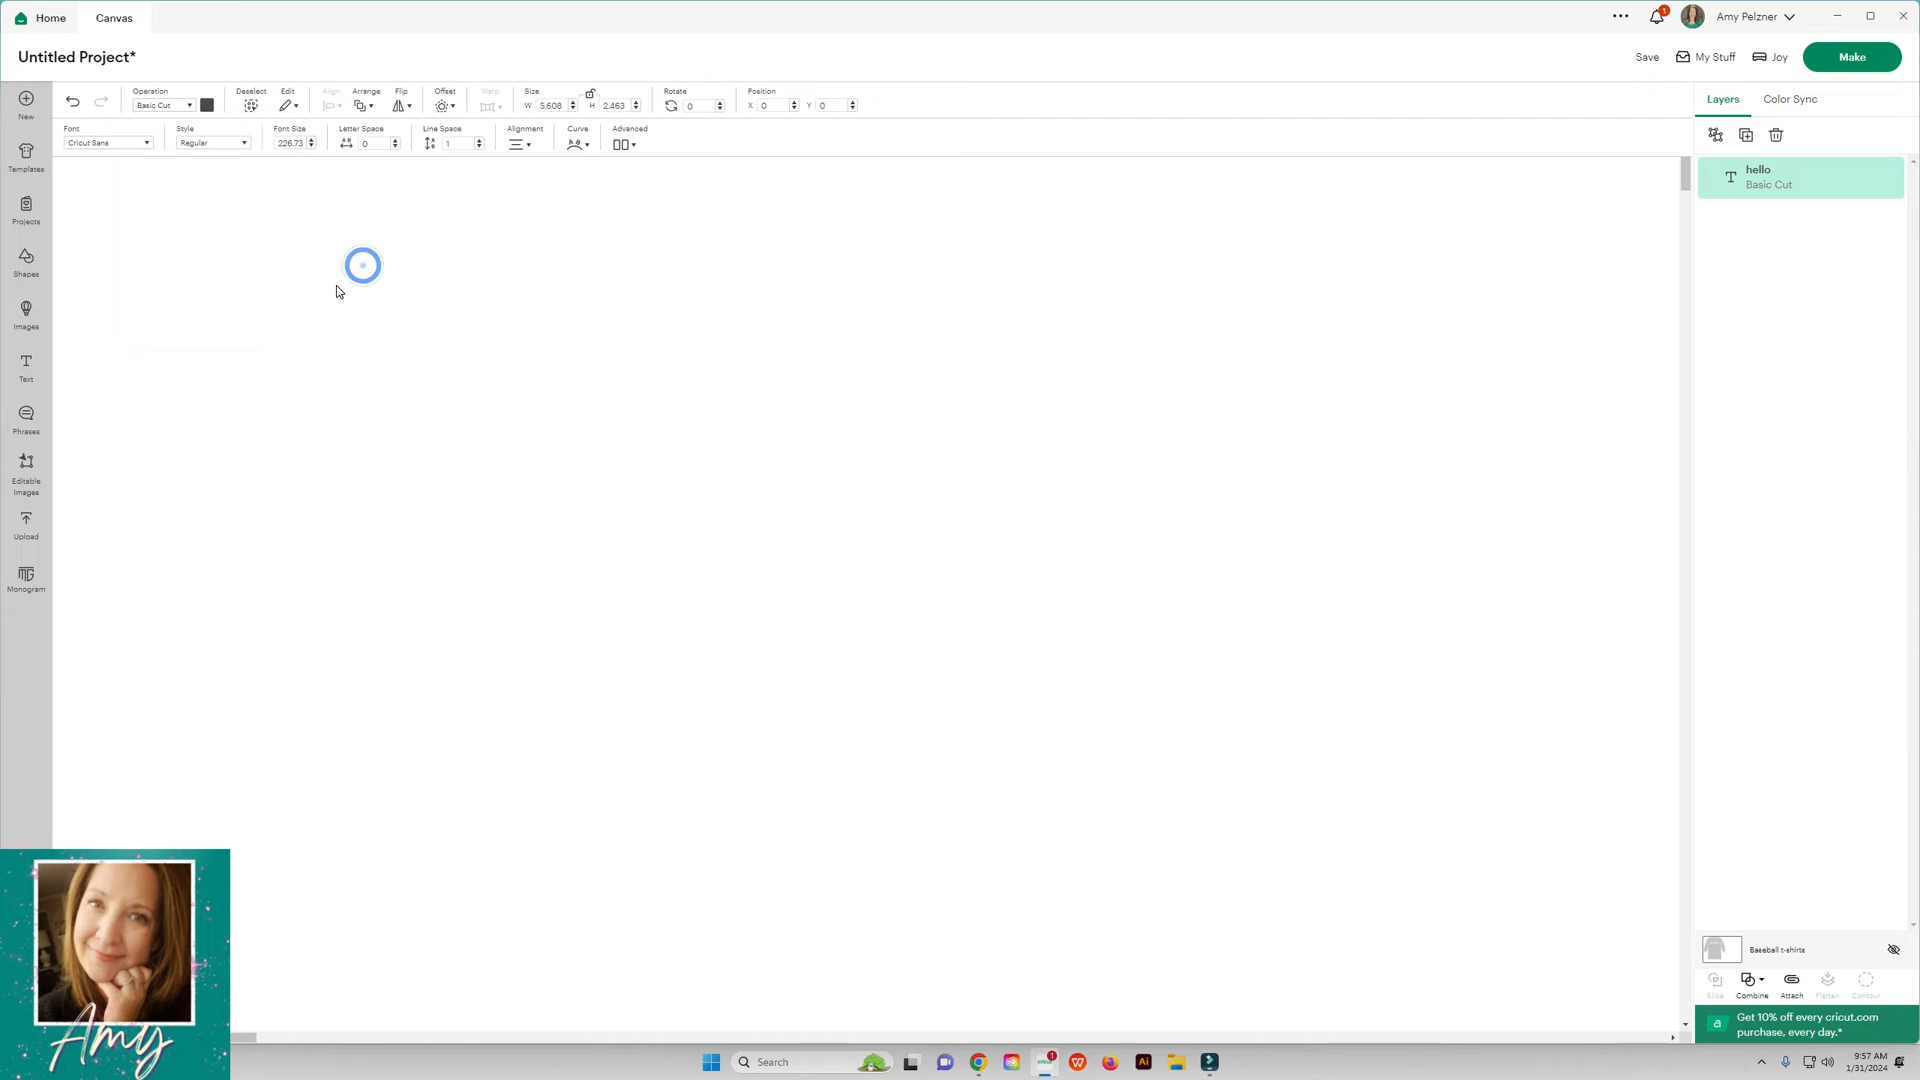 Home
Canvas
Amy Pelzner
Untitled Project*
Save
My Stuff
Joy
Make
Operation
Basic Cut
Deselect
Edit
Align
Arrange
Flip
Offset
Warp
Size
W 5.608
H 2.463
Rotate
0
Position
X 0
Y 0
Font
Cricut Sans
Style
Regular
Font Size
226.73
Letter Space
0
Line Space
1
Alignment
Curve
Advanced
New
Templates
Projects
Shapes
Images
Text
Phrases
Editable
Images
Upload
Monogram
Layers
Color Sync
hello
Basic Cut
Baseball t-shirts
Slice
Combine
Attach
Flatten
Contour
a
Get 10% off every cricut.com
purchase, every day.*
Amy
Search
cricut
1
W
Ai
9:57 AM
1/31/2024